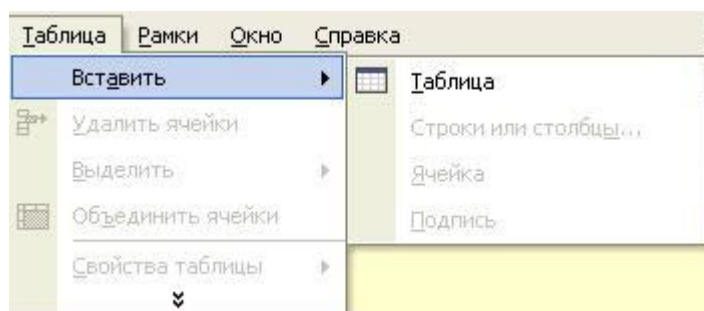 Таблица Рамки Окно Справка
Вставить
Таблица
Удалить ячейки
Строки или столбцы...
Выделить
Ячейка
Объединить ячейки
Подпись
Свойства таблицы